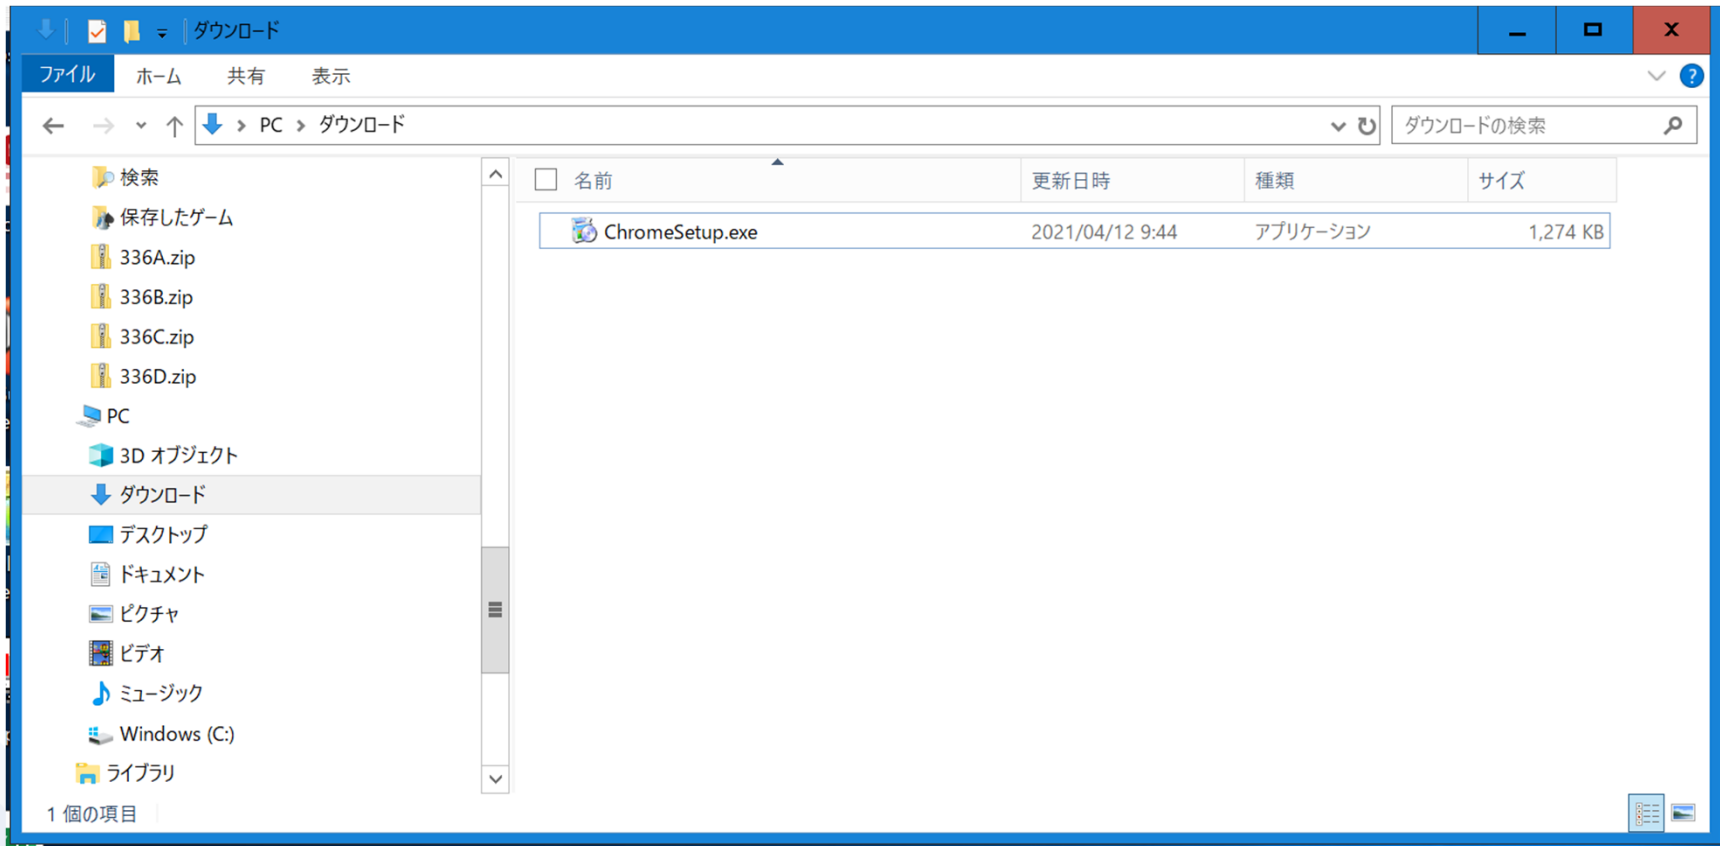 ダウンロード
ファイル ホーム 共有 表示
PC ダウンロード ダウンロードの検索
検索
保存したゲーム
336A.zip
336B.zip
336C.zip
336D.zip
PC
3D オブジェクト
ダウンロード
デスクトップ
ドキュメント
ピクチャ
ビデオ
ミュージック
Windows (C:)
ライブラリ
名前 更新日時 種類 サイズ
ChromeSetup.exe 2021/04/12 9:44 アプリケーション 1,274 KB
1 個の項目